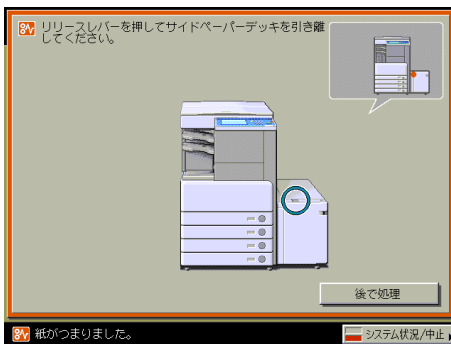 リリースレバーを押してサイドペーパーデッキを引き離
してください。
後で処理
紙がつまりました。
システム状況/中止